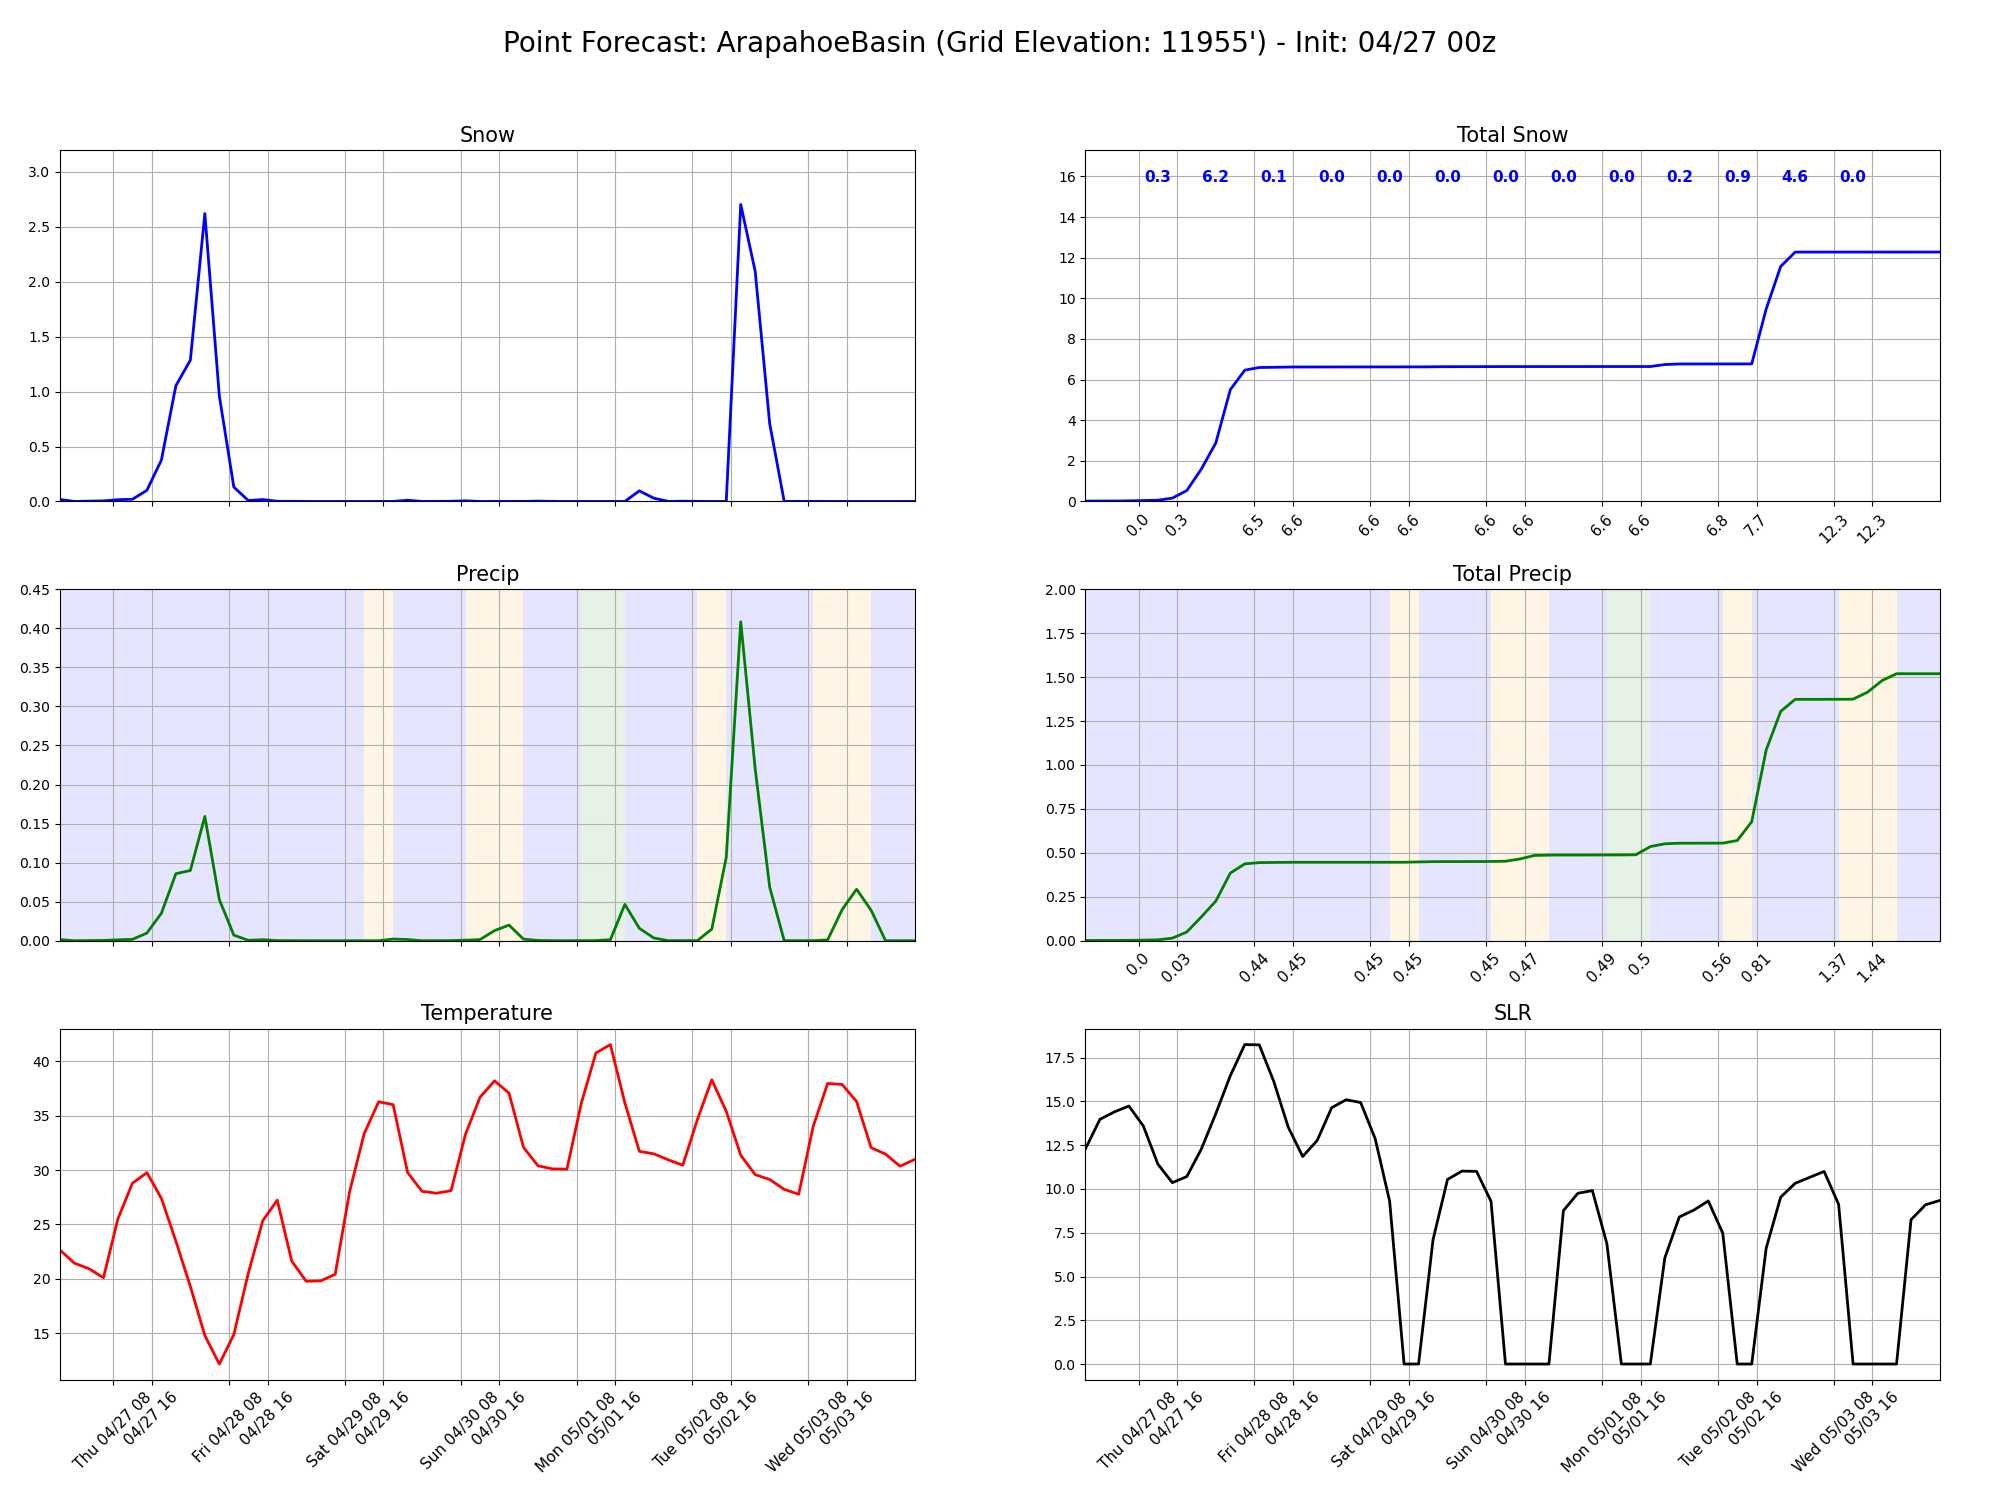 Point Forecast: ArapahoeBasin (Grid Elevation: 11955') - Init: 04/27 00z
Snow
3.0
2.5
2.0
1.5
1.0
0.5
0.0
Total Snow
0.3 6.2 0.1 0.0 0.0 0.0 0.0 0.0 0.0 0.2 0.9 4.6 0.0
16
14
12
10
8
6
4
2
0
0.0 0.3 6.5 6.6 6.6 6.6 6.6 6.6 6.6 6.6 6.8 7.7 12.3 12.3
Precip
0.45
0.40
0.35
0.30
0.25
0.20
0.15
0.10
0.05
0.00
Total Precip
2.00
1.75
1.50
1.25
1.00
0.75
0.50
0.25
0.00
0.0 0.03 0.44 0.45 0.45 0.45 0.45 0.47 0.49 0.5 0.56 0.81 1.37 1.44
Temperature
40
35
30
25
20
15
Thu 04/27 08
04/27 16
Fri 04/28 08
04/28 16
Sat 04/29 08
04/29 16
Sun 04/30 08
04/30 16
Mon 05/01 08
05/01 16
Tue 05/02 08
05/02 16
Wed 05/03 08
05/03 16
SLR
17.5
15.0
12.5
10.0
7.5
5.0
2.5
0.0
Thu 04/27 08
04/27 16
Fri 04/28 08
04/28 16
Sat 04/29 08
04/29 16
Sun 04/30 08
04/30 16
Mon 05/01 08
05/01 16
Tue 05/02 08
05/02 16
Wed 05/03 08
05/03 16